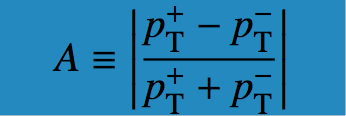 A ≡ |(p_T^+ − p_T^−) / (p_T^+ + p_T^−)|